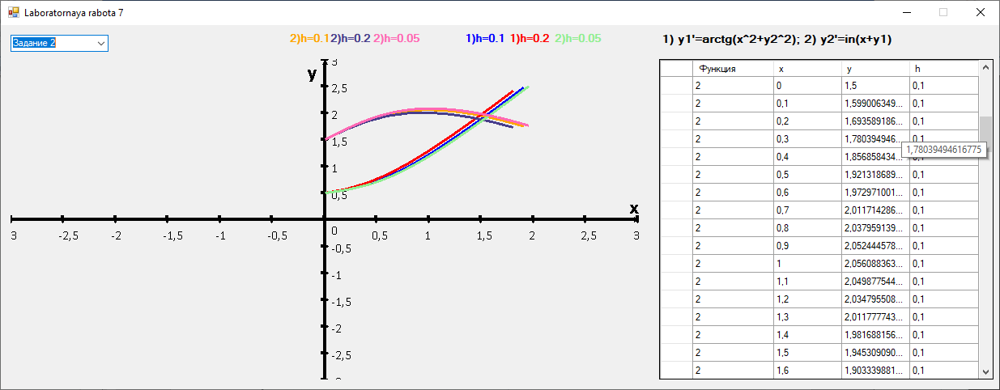 Laboratornaya rabota 7
Задание 2
2)h=0.1 2)h=0.2 2)h=0.05 1)h=0.1 1)h=0.2 2)h=0.05
1) y1'=arctg(x^2+y2^2); 2) y2'=in(x+y1)
y
3
2,5
2
1,5
1
0,5
0
-0,5
-1
-1,5
-2
-2,5
x
3 -2,5 -2 -1,5 -1 -0,5 0,5 1 1,5 2 2,5 3
Функция x y h
2 0 1,5 0,1
2 0,1 1,599006349... 0,1
2 0,2 1,693589186... 0,1
2 0,3 1,780394946... 0,1
1,78039494616775
2 0,4 1,856858434... 0,1
2 0,5 1,921318689... 0,1
2 0,6 1,972971001... 0,1
2 0,7 2,011714286... 0,1
2 0,8 2,037959139... 0,1
2 0,9 2,052444578... 0,1
2 1 2,056088363... 0,1
2 1,1 2,049877544... 0,1
2 1,2 2,034795508... 0,1
2 1,3 2,011777743... 0,1
2 1,4 1,981688156... 0,1
2 1,5 1,945309090... 0,1
2 1,6 1,903339881... 0,1